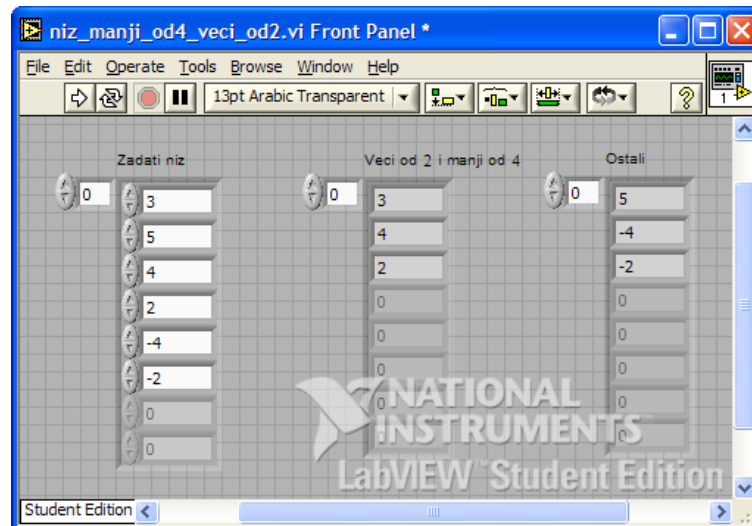 niz_manji_od4_veci_od2.vi Front Panel *
File Edit Operate Tools Browse Window Help
13pt Arabic Transparent
1
Zadati niz Veci od 2 i manji od 4 Ostali
0 3 0 3 0 5
5 4 -4
4 2 -2
2 0 0
-4 0 0
-2 0 0
0 0 0
0 0 0
NATIONAL
INSTRUMENTS™
LabVIEW™ Student Edition
Student Edition